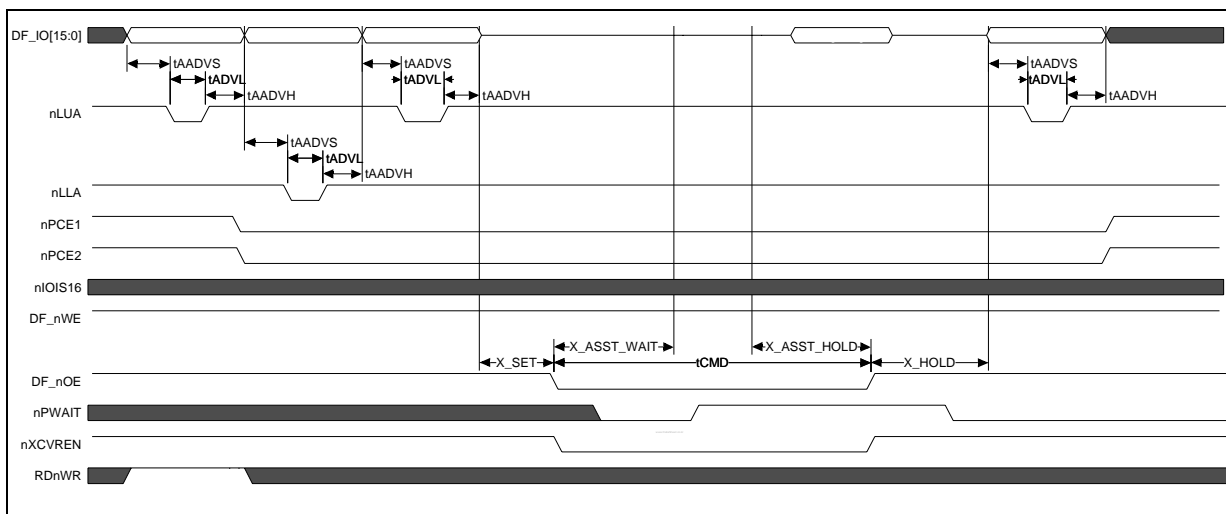 DF_IO[15:0]
tAADVS
tADVL
tAADVH
tAADVS
tADVL
tAADVH
tAADVS
tADVL
tAADVH
nLUA
tAADVS
tADVL
tAADVH
nLLA
nPCE1
nPCE2
nIOIS16
DF_nWE
X_ASST_WAIT
X_ASST_HOLD
X_SET
tCMD
X_HOLD
DF_nOE
nPWAIT
nXCVREN
RDnWR